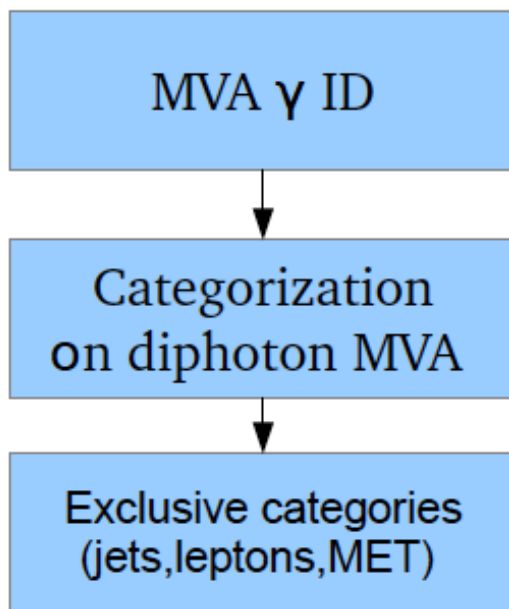 MVA γ ID
Categorization
on diphoton MVA
Exclusive categories
(jets,leptons,MET)